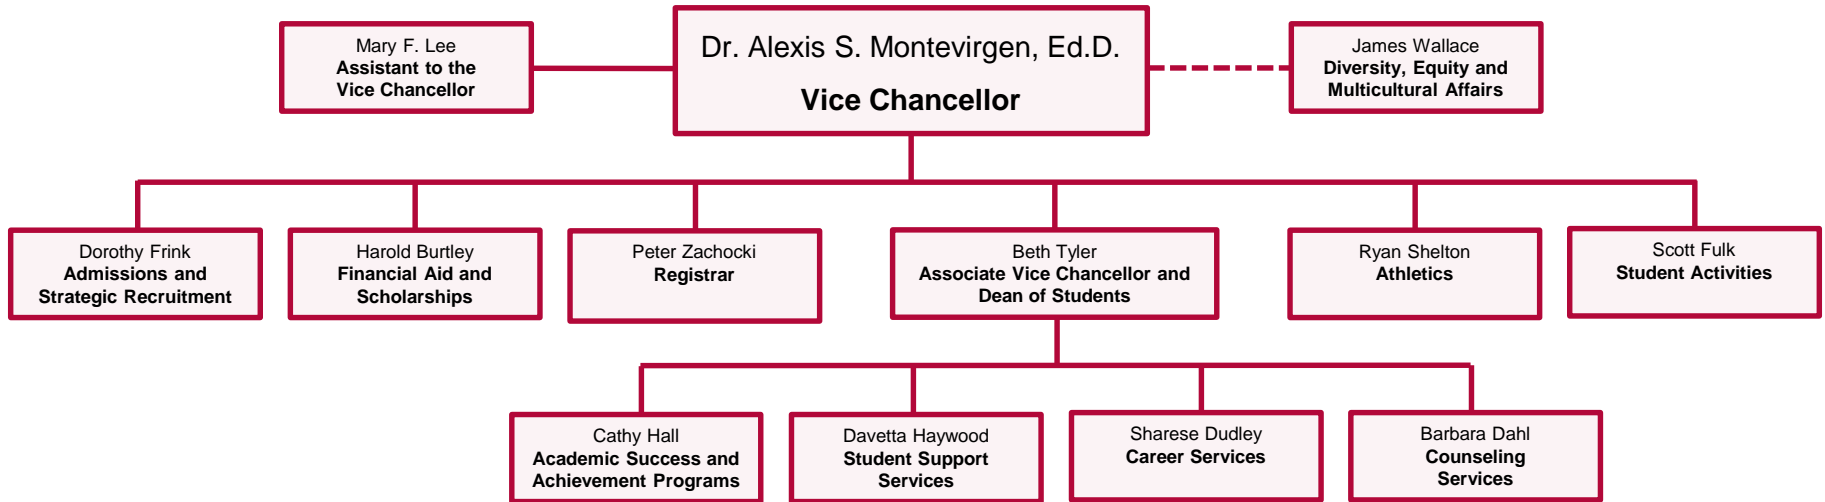 Mary F. Lee
Assistant to the
Vice Chancellor
Dr. Alexis S. Montevirgen, Ed.D.
Vice Chancellor
James Wallace
Diversity, Equity and
Multicultural Affairs
Dorothy Frink
Admissions and
Strategic Recruitment
Harold Burtley
Financial Aid and
Scholarships
Peter Zachocki
Registrar
Beth Tyler
Associate Vice Chancellor and
Dean of Students
Ryan Shelton
Athletics
Scott Fulk
Student Activities
Cathy Hall
Academic Success and
Achievement Programs
Davetta Haywood
Student Support
Services
Sharese Dudley
Career Services
Barbara Dahl
Counseling
Services